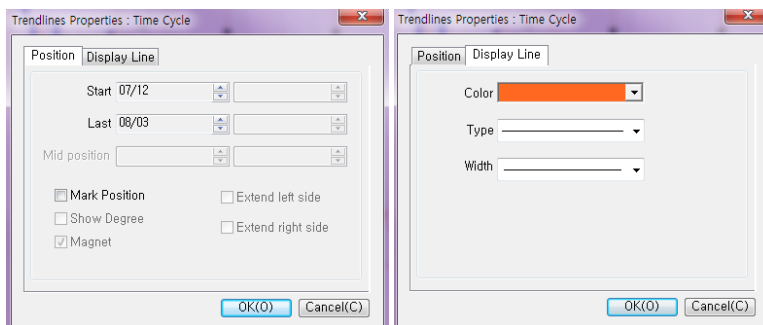 Trendlines Properties : Time Cycle
Position Display Line
Start 07/12
Last 08/03
Mid position
Mark Position
Extend left side
Show Degree
Extend right side
Magnet
OK(O) Cancel(C)
Trendlines Properties : Time Cycle
Position Display Line
Color
Type
Width
OK(O) Cancel(C)